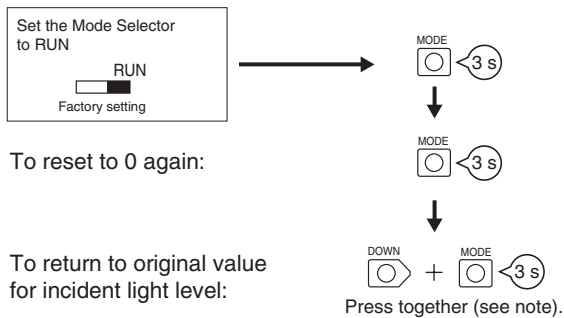 Set the Mode Selector
to RUN
RUN
Factory setting
MODE
3 s
To reset to 0 again:
MODE
3 s
To return to original value
for incident light level:
DOWN
+
MODE
3 s
Press together (see note).